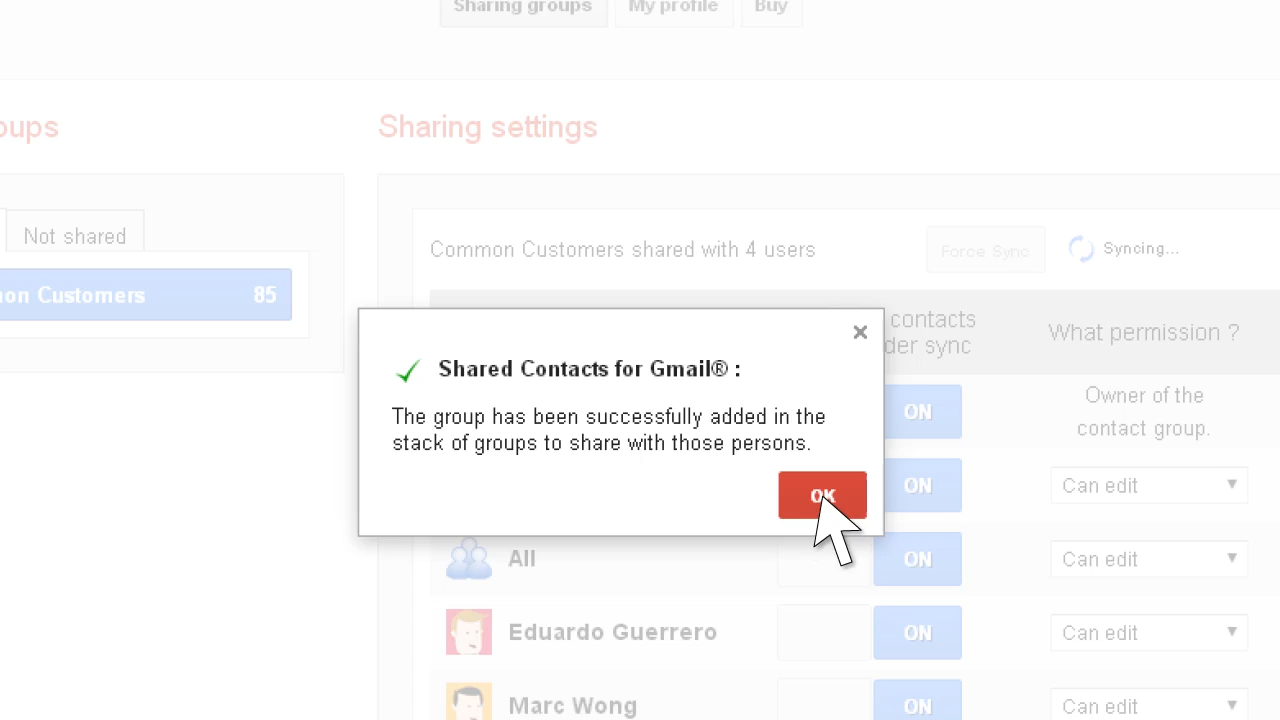 Sharing groups My profile Buy
oups Sharing settings
Not shared
Common Customers shared with 4 users Force Sync Syncing...
on Customers 85
contacts
der sync
What permission ?
Shared Contacts for Gmail® :
The group has been successfully added in the
stack of groups to share with those persons.
OK
ON Owner of the
contact group.
ON Can edit
All ON Can edit
Eduardo Guerrero ON Can edit
Marc Wong ON Can edit